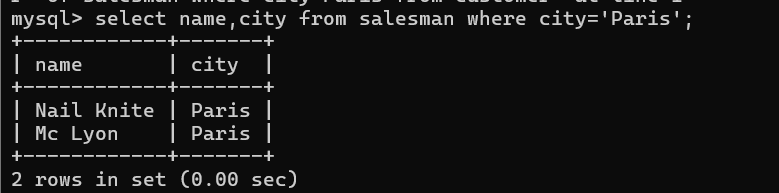 mysql> select name,city from salesman where city='Paris';
+------------+-------+
| name       | city  |
+------------+-------+
| Nail Knite | Paris |
| Mc Lyon    | Paris |
+------------+-------+
2 rows in set (0.00 sec)